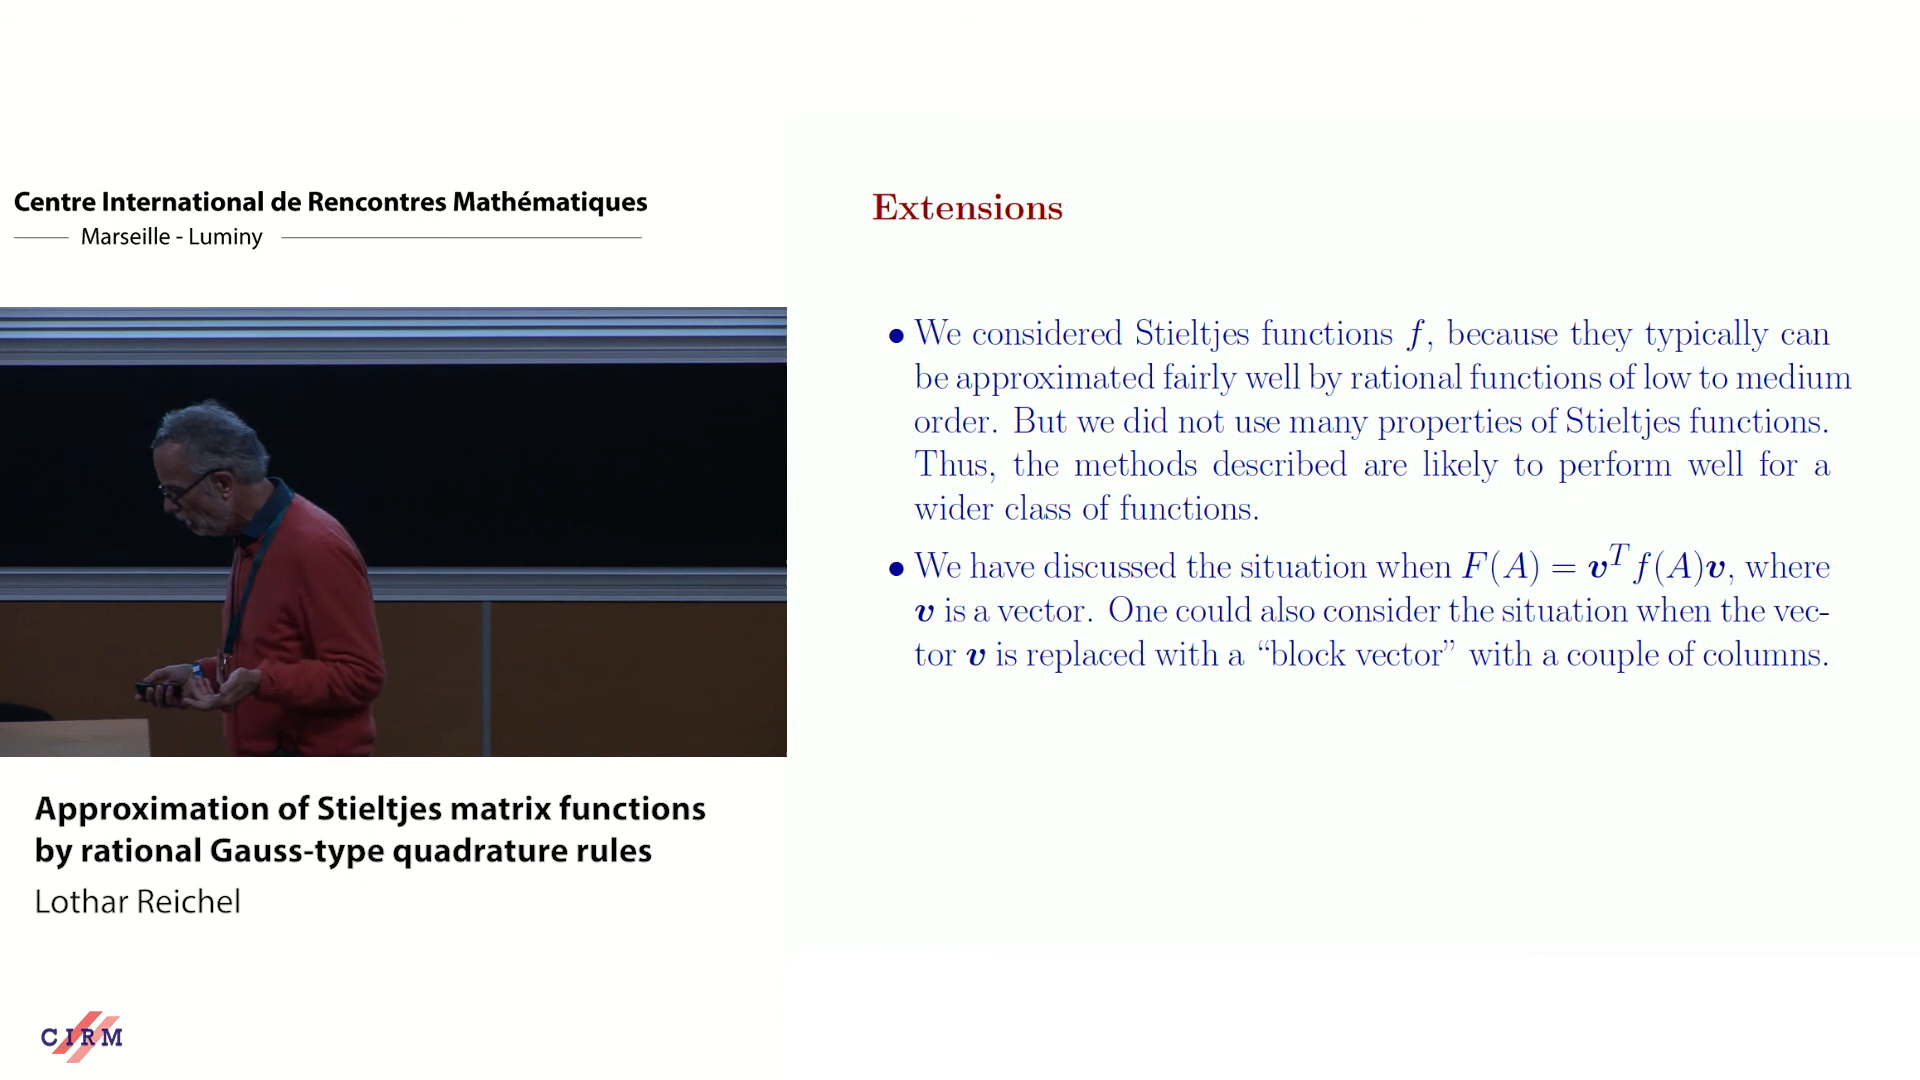 Centre International de Rencontres Mathématiques
Marseille - Luminy
Extensions
• We considered Stieltjes functions f, because they typically can
be approximated fairly well by rational functions of low to medium
order. But we did not use many properties of Stieltjes functions.
Thus, the methods described are likely to perform well for a
wider class of functions.
• We have discussed the situation when F(A) = v^T f(A)v, where
v is a vector. One could also consider the situation when the vec-
tor v is replaced with a “block vector” with a couple of columns.
Approximation of Stieltjes matrix functions
by rational Gauss-type quadrature rules
Lothar Reichel
CIRM